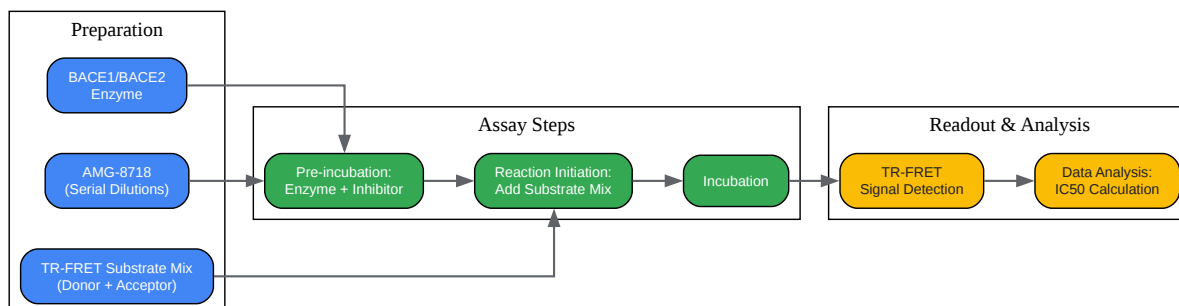 Preparation
BACE1/BACE2
Enzyme
AMG-8718
(Serial Dilutions)
TR-FRET Substrate Mix
(Donor + Acceptor)
Assay Steps
Pre-incubation:
Enzyme + Inhibitor
Reaction Initiation:
Add Substrate Mix
Incubation
Readout & Analysis
TR-FRET
Signal Detection
Data Analysis:
IC50 Calculation